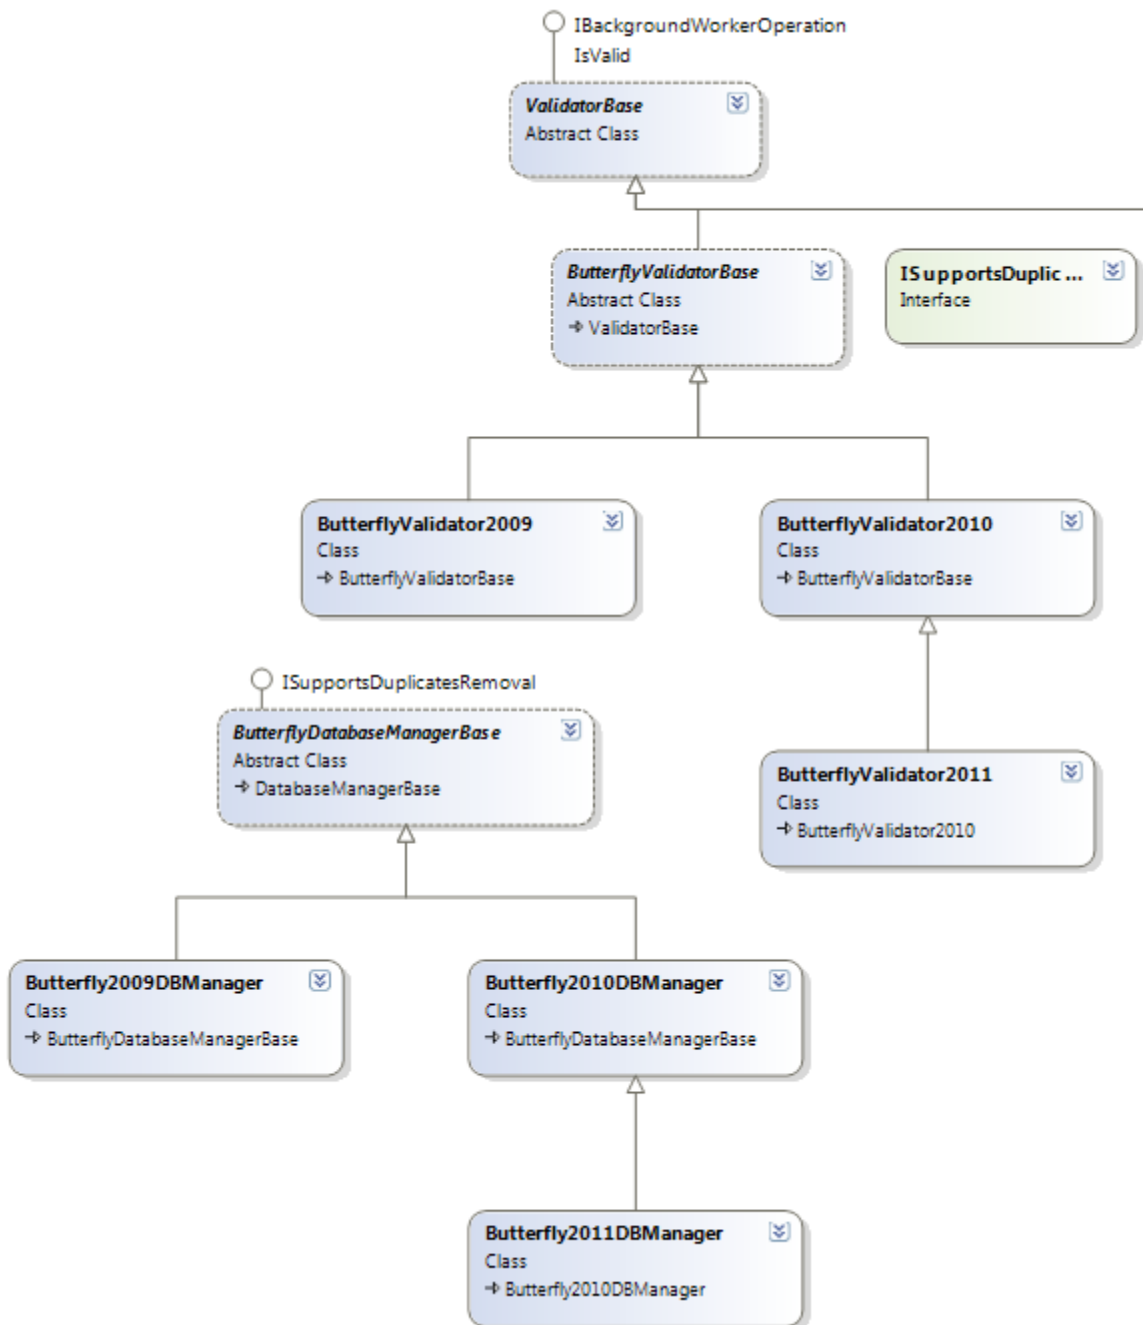 IBackgroundWorkerOperation
IsValid
ValidatorBase
Abstract Class
ButterflyValidatorBase
Abstract Class
ValidatorBase
ISupportsDuplic ...
Interface
ButterflyValidator2009
Class
ButterflyValidatorBase
ButterflyValidator2010
Class
ButterflyValidatorBase
ISupportsDuplicatesRemoval
ButterflyDatabaseManagerBase
Abstract Class
DatabaseManagerBase
ButterflyValidator2011
Class
ButterflyValidator2010
Butterfly2009DBManager
Class
ButterflyDatabaseManagerBase
Butterfly2010DBManager
Class
ButterflyDatabaseManagerBase
Butterfly2011DBManager
Class
Butterfly2010DBManager